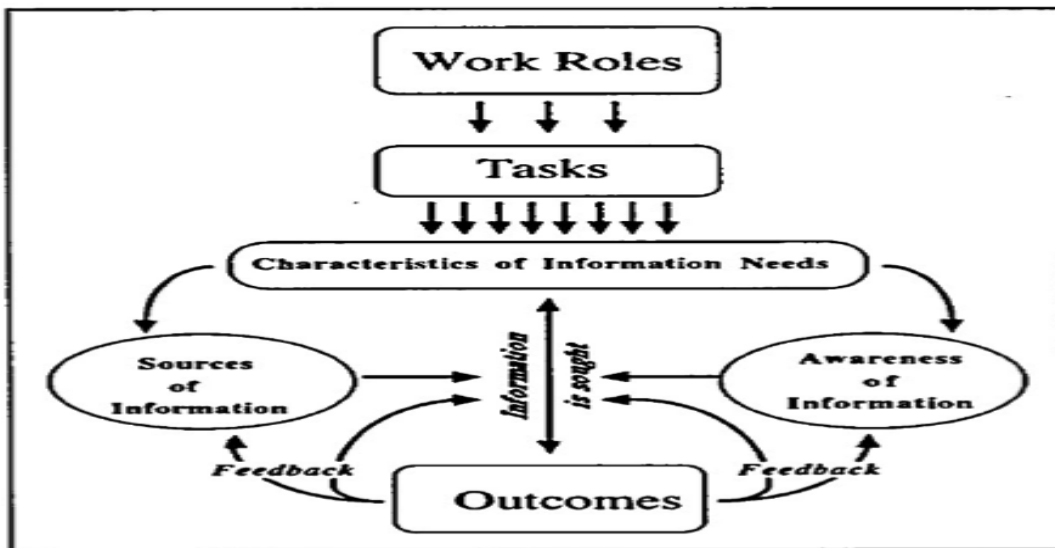 Work Roles
Tasks
Characteristics of Information Needs
Sources
of
Information
Information
is sought
Awareness
of
Information
Feedback
Feedback
Outcomes